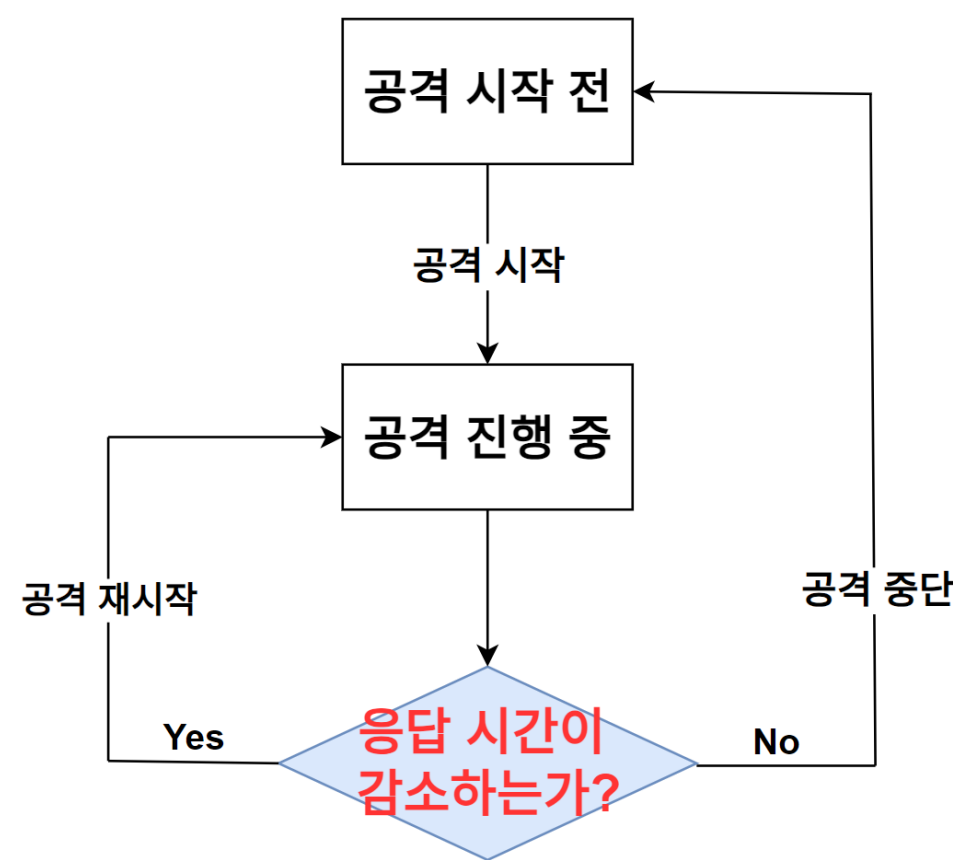 공격 시작 전
공격 시작
공격 진행 중
공격 재시작
공격 중단
Yes
No
응답 시간이
감소하는가?